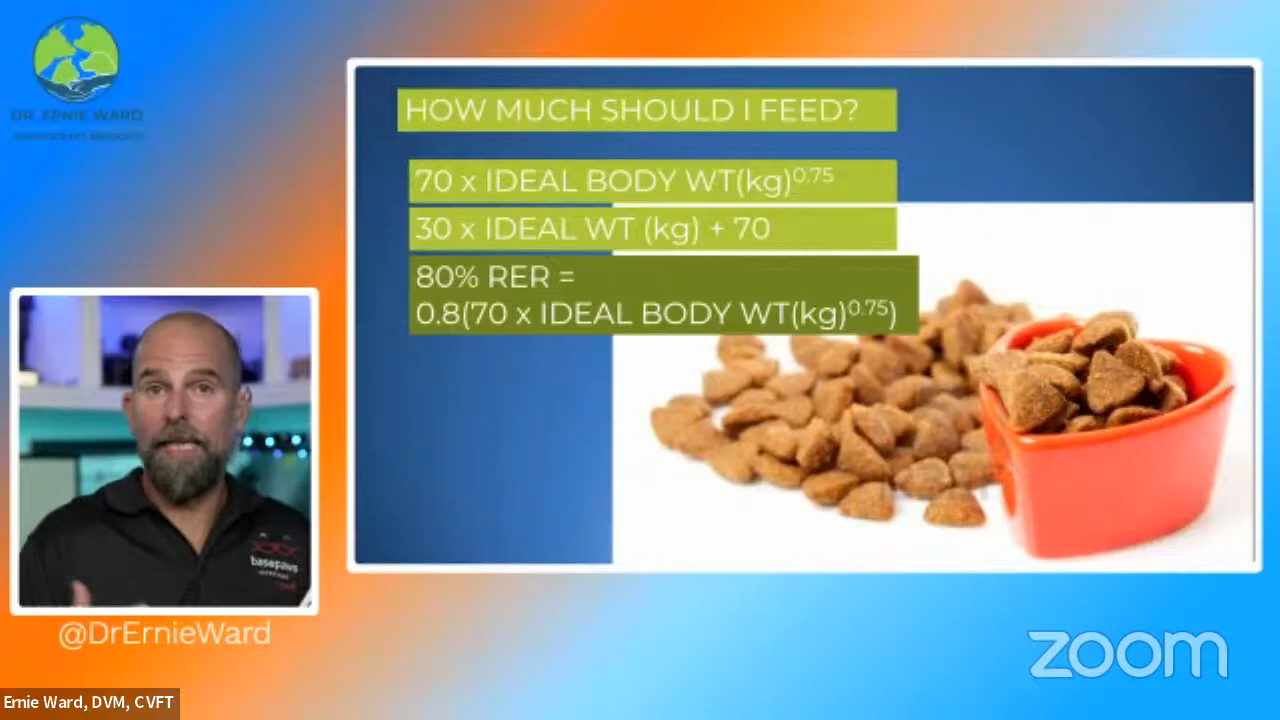 DR ERNIE WARD
HOW MUCH SHOULD I FEED?
70 x IDEAL BODY WT(kg)^0.75
30 x IDEAL WT (kg) + 70
80% RER =
0.8(70 x IDEAL BODY WT(kg)^0.75)
basepaws
@DrErnieWard
zoom
Ernie Ward, DVM, CVFT